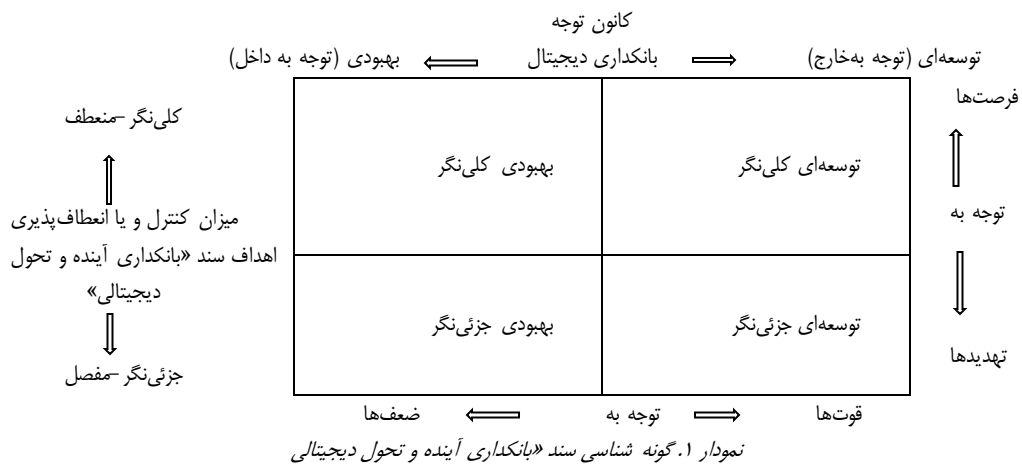 کانون توجه
توسعه‌ای (توجه به‌خارج) بانکداری دیجیتال بهبودی (توجه به داخل)
فرصت‌ها
کلی‌نگر –منعطف
توسعه‌ای کلی‌نگر بهبودی کلی‌نگر
توجه به
میزان کنترل و یا انعطاف‌پذیری
اهداف سند «بانکداری آینده و تحول
دیجیتالی»
توسعه‌ای جزئی‌نگر بهبودی جزئی‌نگر
تهدیدها
جزئی‌نگر –مفصل
قوت‌ها توجه به ضعف‌ها
نمودار ۱. گونه شناسی سند «بانکداری آینده و تحول دیجیتالی